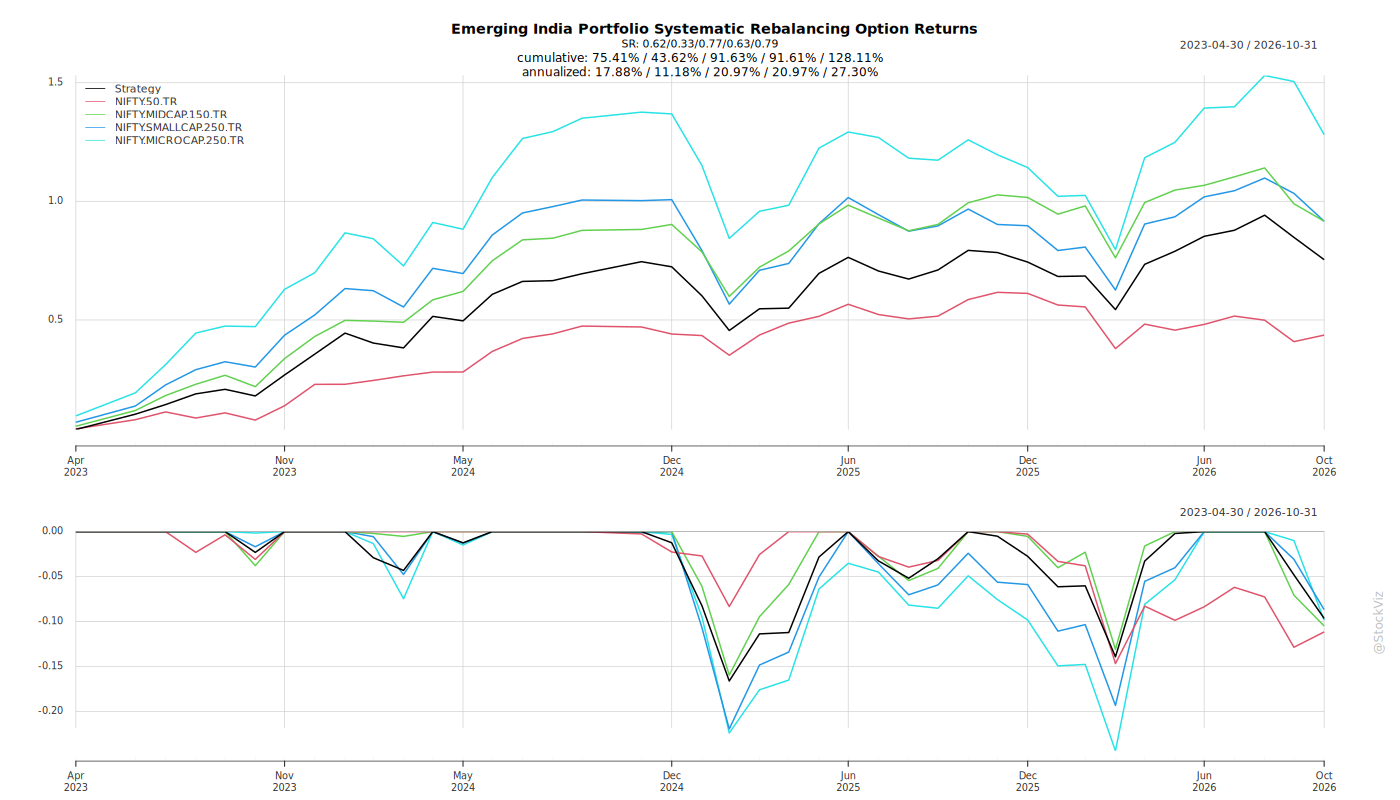 Emerging India Portfolio Systematic Rebalancing Option Returns
SR: 0.62/0.33/0.77/0.63/0.79
cumulative: 75.41% / 43.62% / 91.63% / 91.61% / 128.11%
annualized: 17.88% / 11.18% / 20.97% / 20.97% / 27.30%
2023-04-30 / 2026-10-31
Strategy
NIFTY.50.TR
NIFTY.MIDCAP.150.TR
NIFTY.SMALLCAP.250.TR
NIFTY.MICROCAP.250.TR
1.5
1.0
0.5
Apr 2023
Nov 2023
May 2024
Dec 2024
Jun 2025
Dec 2025
Jun 2026
Oct 2026
2023-04-30 / 2026-10-31
0.00
-0.05
-0.10
-0.15
-0.20
Apr 2023
Nov 2023
May 2024
Dec 2024
Jun 2025
Dec 2025
Jun 2026
Oct 2026
@StockViz